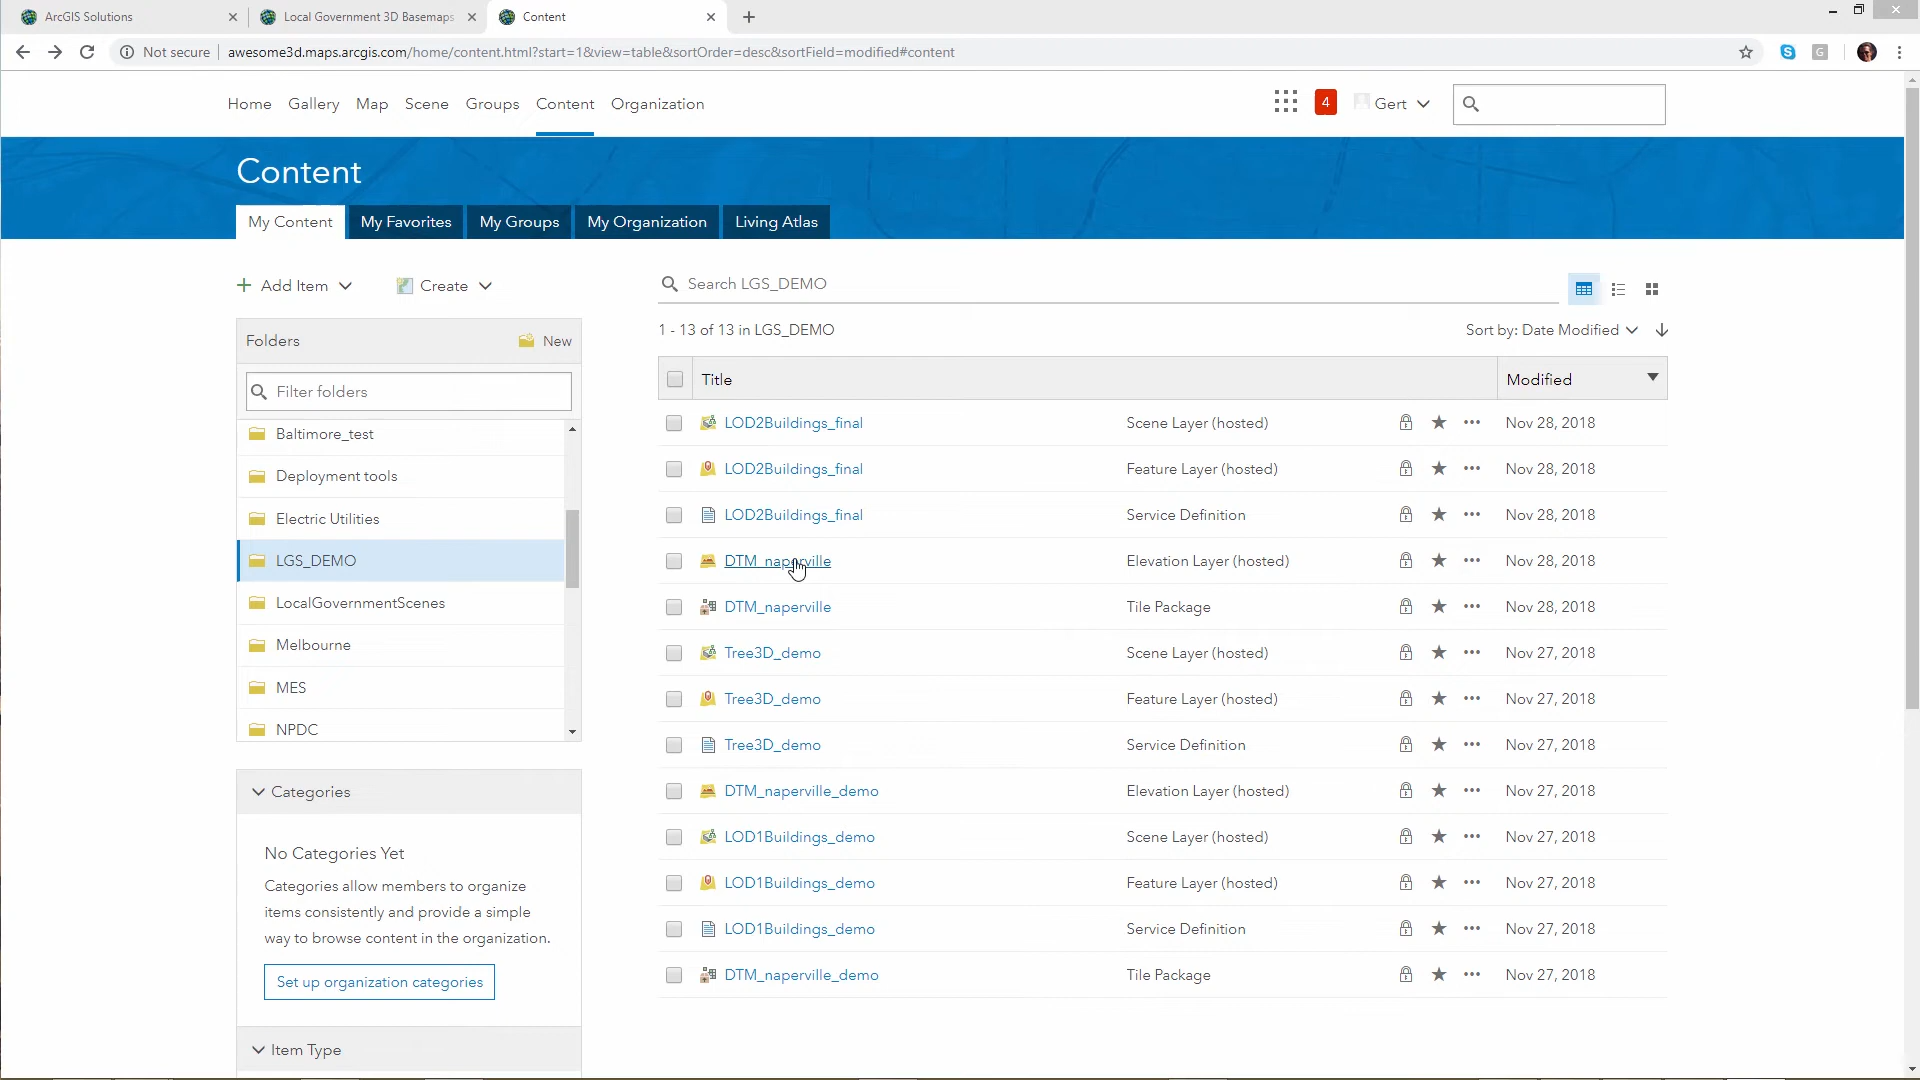 ArcGIS Solutions
Local Government 3D Basemaps
Content
Not secure
awesome3d.maps.arcgis.com/home/content.html?start=1&view=table&sortOrder=desc&sortField=modified#content
Home Gallery Map Scene Groups Content Organization
4
Gert
Content
My Content My Favorites My Groups My Organization Living Atlas
Add Item
Create
Search LGS_DEMO
1 - 13 of 13 in LGS_DEMO
Sort by: Date Modified
Folders
New
Filter folders
Baltimore_test
Deployment tools
Electric Utilities
LGS_DEMO
LocalGovernmentScenes
Melbourne
MES
NPDC
Categories
No Categories Yet
Categories allow members to organize
items consistently and provide a simple
way to browse content in the organization.
Set up organization categories
Item Type
Title Modified
LOD2Buildings_final Scene Layer (hosted) Nov 28, 2018
LOD2Buildings_final Feature Layer (hosted) Nov 28, 2018
LOD2Buildings_final Service Definition Nov 28, 2018
DTM_naperville Elevation Layer (hosted) Nov 28, 2018
DTM_naperville Tile Package Nov 28, 2018
Tree3D_demo Scene Layer (hosted) Nov 27, 2018
Tree3D_demo Feature Layer (hosted) Nov 27, 2018
Tree3D_demo Service Definition Nov 27, 2018
DTM_naperville_demo Elevation Layer (hosted) Nov 27, 2018
LOD1Buildings_demo Scene Layer (hosted) Nov 27, 2018
LOD1Buildings_demo Feature Layer (hosted) Nov 27, 2018
LOD1Buildings_demo Service Definition Nov 27, 2018
DTM_naperville_demo Tile Package Nov 27, 2018